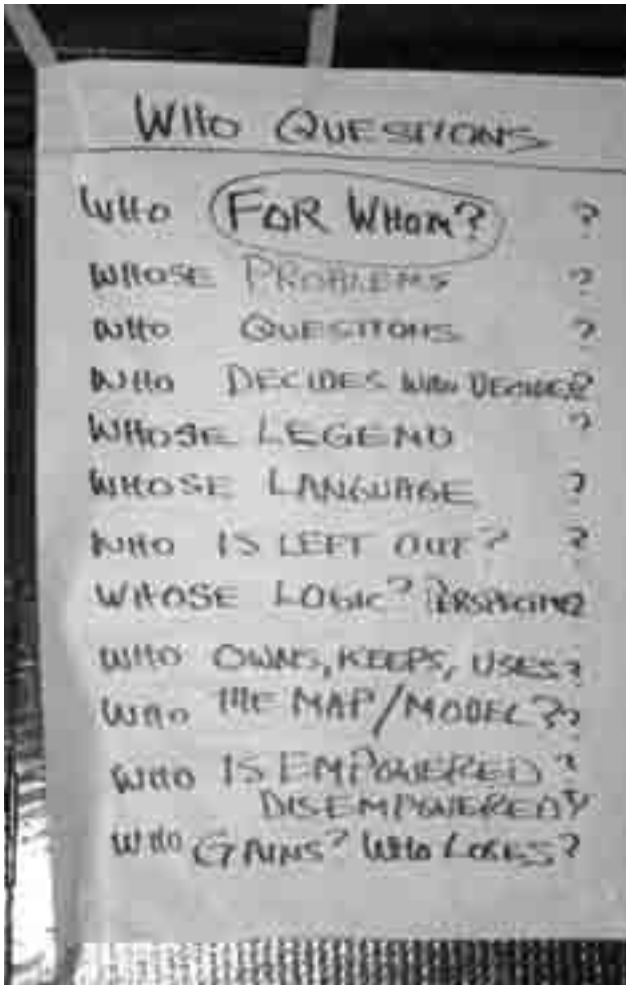 WHO QUESTIONS
WHO FOR WHOM? ?
WHOSE PROBLEMS ?
WHO QUESTIONS ?
WHO DECIDES WHO DECIDES?
WHOSE LEGEND ?
WHOSE LANGUAGE ?
WHO IS LEFT OUT? ?
WHOSE LOGIC? PERSPECTIVE?
WHO OWNS, KEEPS, USES?
WHO THE MAP/MODEL??
WHO IS EMPOWERED?
DISEMPOWERED?
WHO GAINS? WHO LOSES?